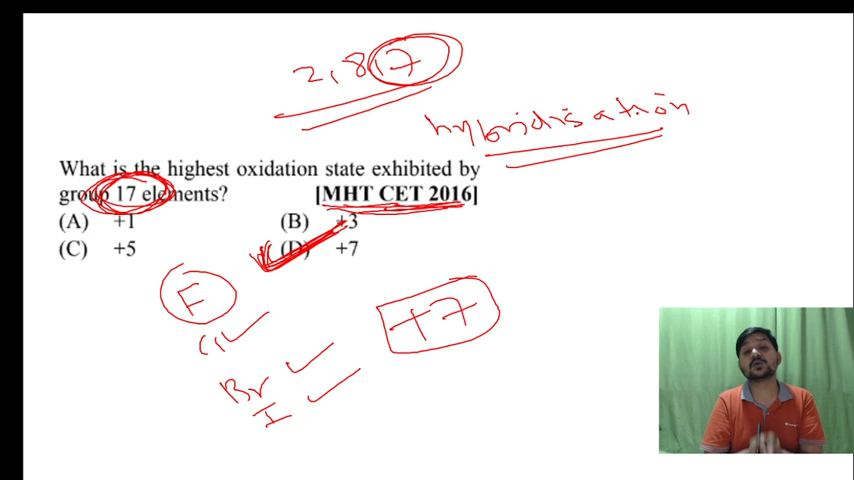 2,8,7
hybridisation
What is the highest oxidation state exhibited by
group 17 elements? [MHT CET 2016]
(A) +1 (B) +3
(C) +5 (D) +7
F
Cl
+7
Br
I